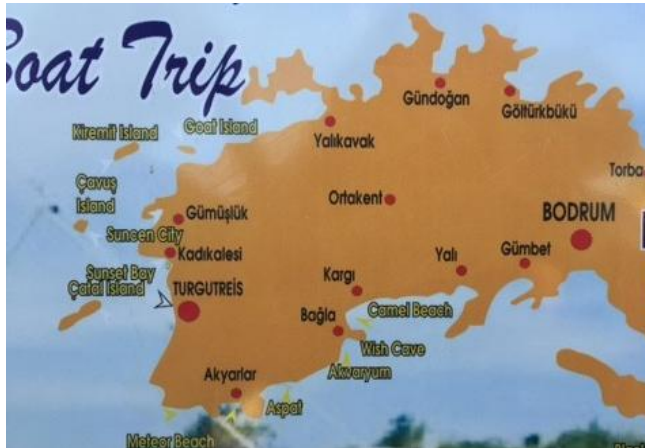 Boat Trip
Kiremit Island
Goat Island
Yalıkavak
Gündoğan
Göltürkbükü
Torba
Çavuş
Island
Gümüşlük
Suncen City
Kadıkalesi
Ortakent
BODRUM
Sunset Bay
Çatal Island
TURGUTREİS
Kargı
Yalı
Gümbet
Bağla
Camel Beach
Wish Cave
Akvaryum
Akyarlar
Aspat
Meteor Beach